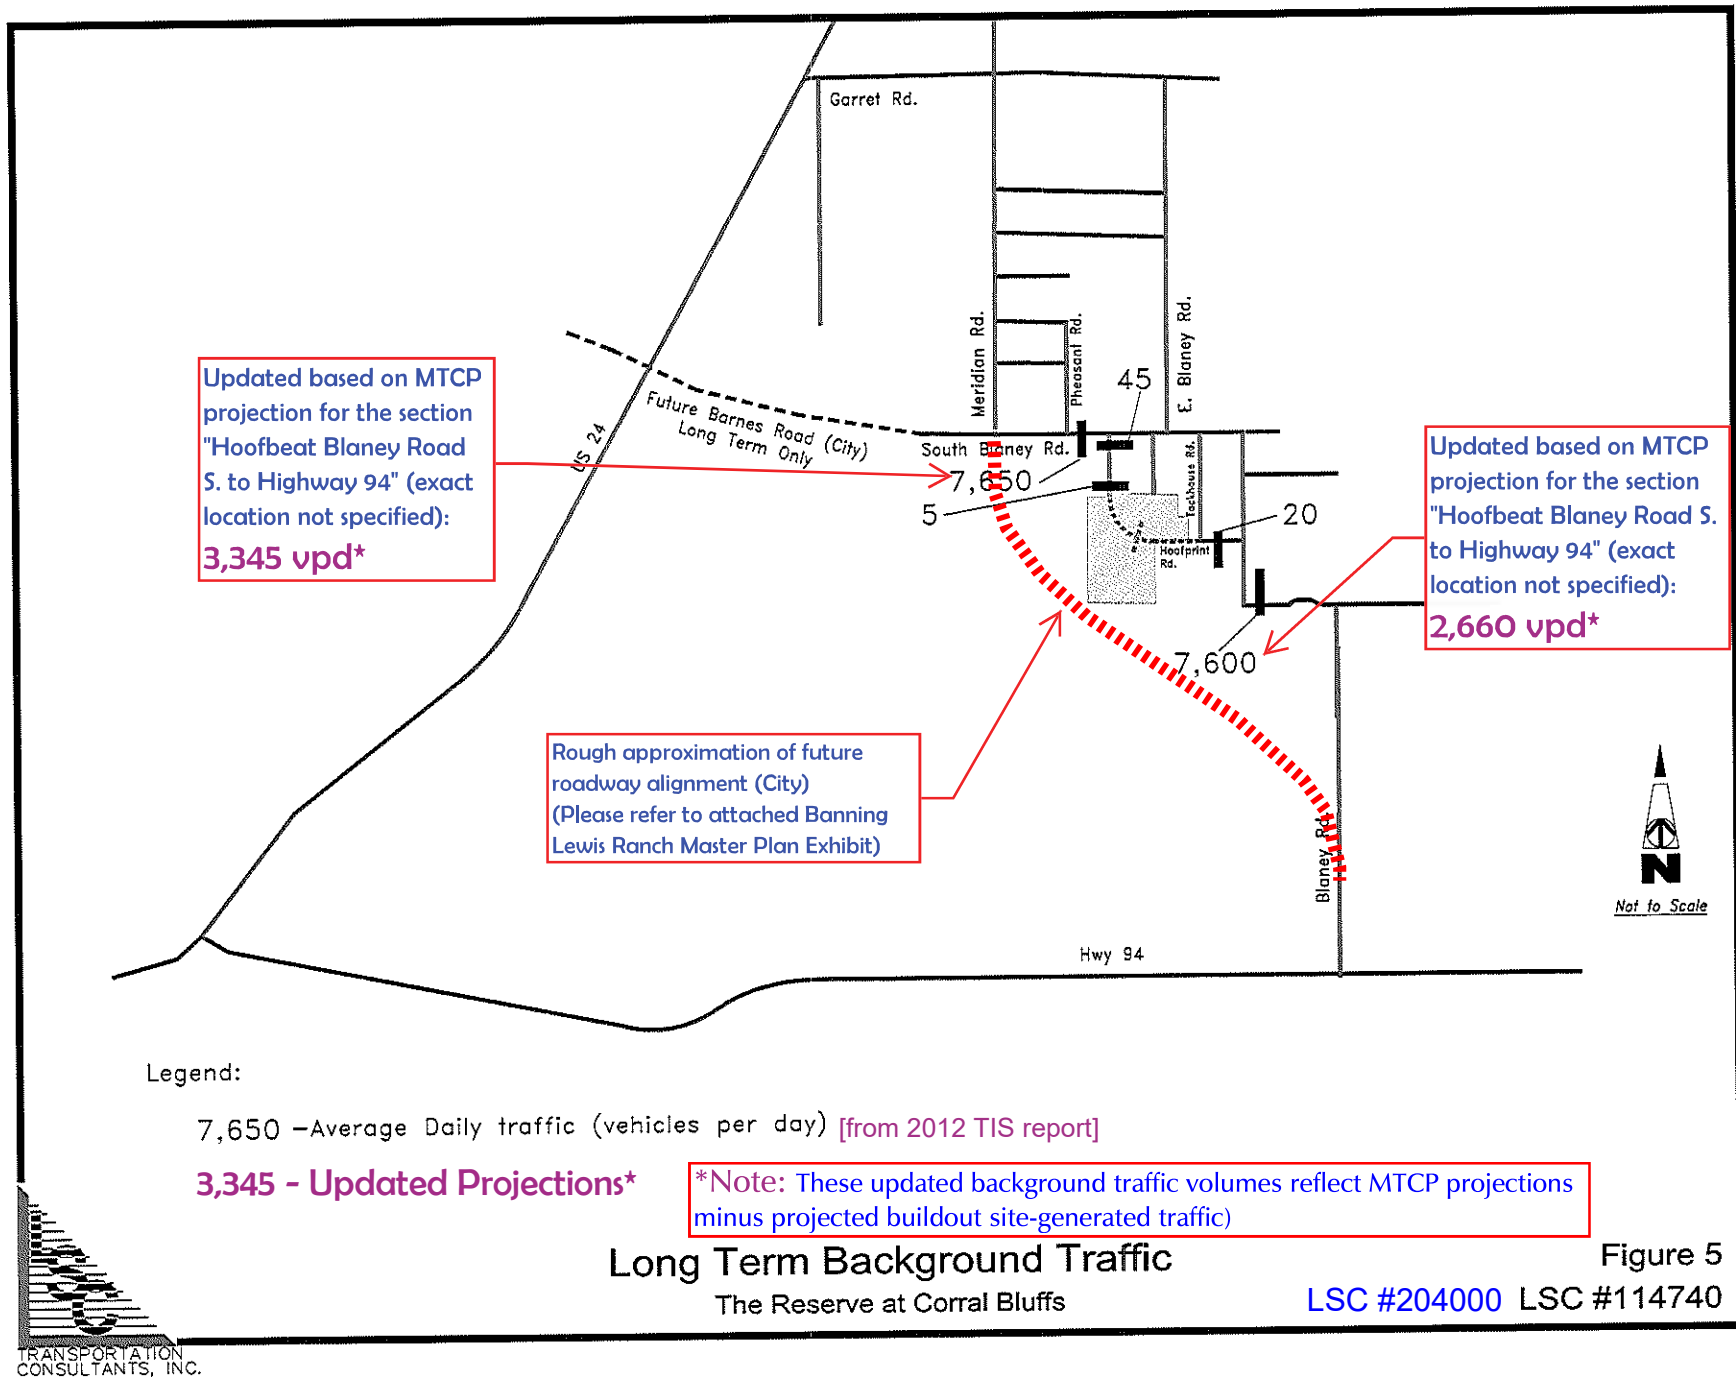 Garret Rd.
Meridian Rd.
Pheasant Rd.
E. Blaney Rd.
45
Updated based on MTCP
projection for the section
"Hoofbeat Blaney Road
S. to Highway 94" (exact
location not specified):
3,345 vpd*
US 24
Future Barnes Road (City)
Long Term Only
South Blaney Rd.
7,650
5
Tackhouse Rd.
20
Hoofprint
Rd.
Updated based on MTCP
projection for the section
"Hoofbeat Blaney Road S.
to Highway 94" (exact
location not specified):
2,660 vpd*
7,600
Rough approximation of future
roadway alignment (City)
(Please refer to attached Banning
Lewis Ranch Master Plan Exhibit)
Blaney Rd.
N
Not to Scale
Hwy 94
Legend:
7,650 –Average Daily traffic (vehicles per day) [from 2012 TIS report]
3,345 - Updated Projections*
*Note: These updated background traffic volumes reflect MTCP projections
minus projected buildout site-generated traffic)
Long Term Background Traffic
Figure 5
The Reserve at Corral Bluffs
LSC #204000 LSC #114740
LSC
TRANSPORTATION
CONSULTANTS, INC.